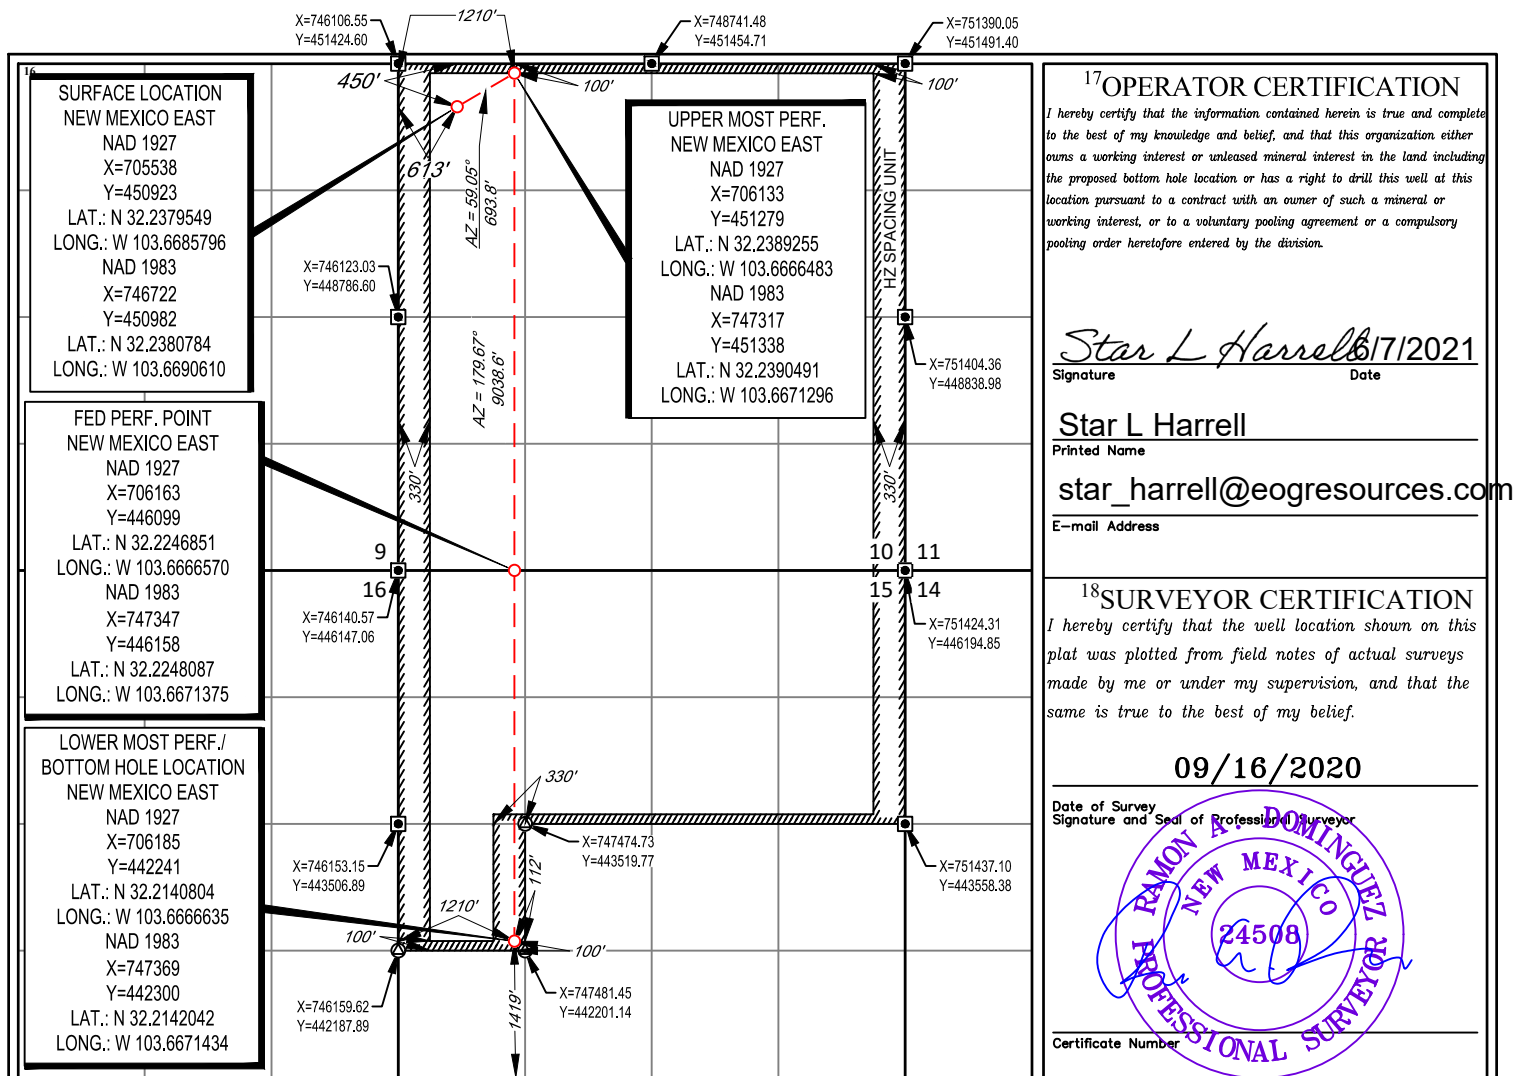 X=746106.55
Y=451424.60
1210'
X=748741.48
Y=451454.71
X=751390.05
Y=451491.40
16
450'
100'
100'
SURFACE LOCATION
NEW MEXICO EAST
NAD 1927
X=705538
Y=450923
LAT.: N 32.2379549
LONG.: W 103.6685796
NAD 1983
X=746722
Y=450982
LAT.: N 32.2380784
LONG.: W 103.6690610
613'
AZ = 59.05°
693.8'
UPPER MOST PERF.
NEW MEXICO EAST
NAD 1927
X=706133
Y=451279
LAT.: N 32.2389255
LONG.: W 103.6666483
NAD 1983
X=747317
Y=451338
LAT.: N 32.2390491
LONG.: W 103.6671296
HZ SPACING UNIT
X=746123.03
Y=448786.60
X=751404.36
Y=448838.98
AZ = 179.67°
9038.6'
330'
330'
FED PERF. POINT
NEW MEXICO EAST
NAD 1927
X=706163
Y=446099
LAT.: N 32.2246851
LONG.: W 103.6666570
NAD 1983
X=747347
Y=446158
LAT.: N 32.2248087
LONG.: W 103.6671375
9
16
10 11
15 14
X=746140.57
Y=446147.06
X=751424.31
Y=446194.85
LOWER MOST PERF./
BOTTOM HOLE LOCATION
NEW MEXICO EAST
NAD 1927
X=706185
Y=442241
LAT.: N 32.2140804
LONG.: W 103.6666635
NAD 1983
X=747369
Y=442300
LAT.: N 32.2142042
LONG.: W 103.6671434
330'
X=747474.73
Y=443519.77
X=746153.15
Y=443506.89
X=751437.10
Y=443558.38
112'
1210'
100'
100'
X=746159.62
Y=442187.89
X=747481.45
Y=442201.14
1419'
17OPERATOR CERTIFICATION
I hereby certify that the information contained herein is true and complete
to the best of my knowledge and belief, and that this organization either
owns a working interest or unleased mineral interest in the land including
the proposed bottom hole location or has a right to drill this well at this
location pursuant to a contract with an owner of such a mineral or
working interest, or to a voluntary pooling agreement or a compulsory
pooling order heretofore entered by the division.
Star L Harrell 6/7/2021
Signature Date
Star L Harrell
Printed Name
star_harrell@eogresources.com
E-mail Address
18SURVEYOR CERTIFICATION
I hereby certify that the well location shown on this
plat was plotted from field notes of actual surveys
made by me or under my supervision, and that the
same is true to the best of my belief.
09/16/2020
Date of Survey
Signature and Seal of Professional Surveyor
RAMON A. DOMINGUEZ
NEW MEXICO
24508
PROFESSIONAL SURVEYOR
Certificate Number